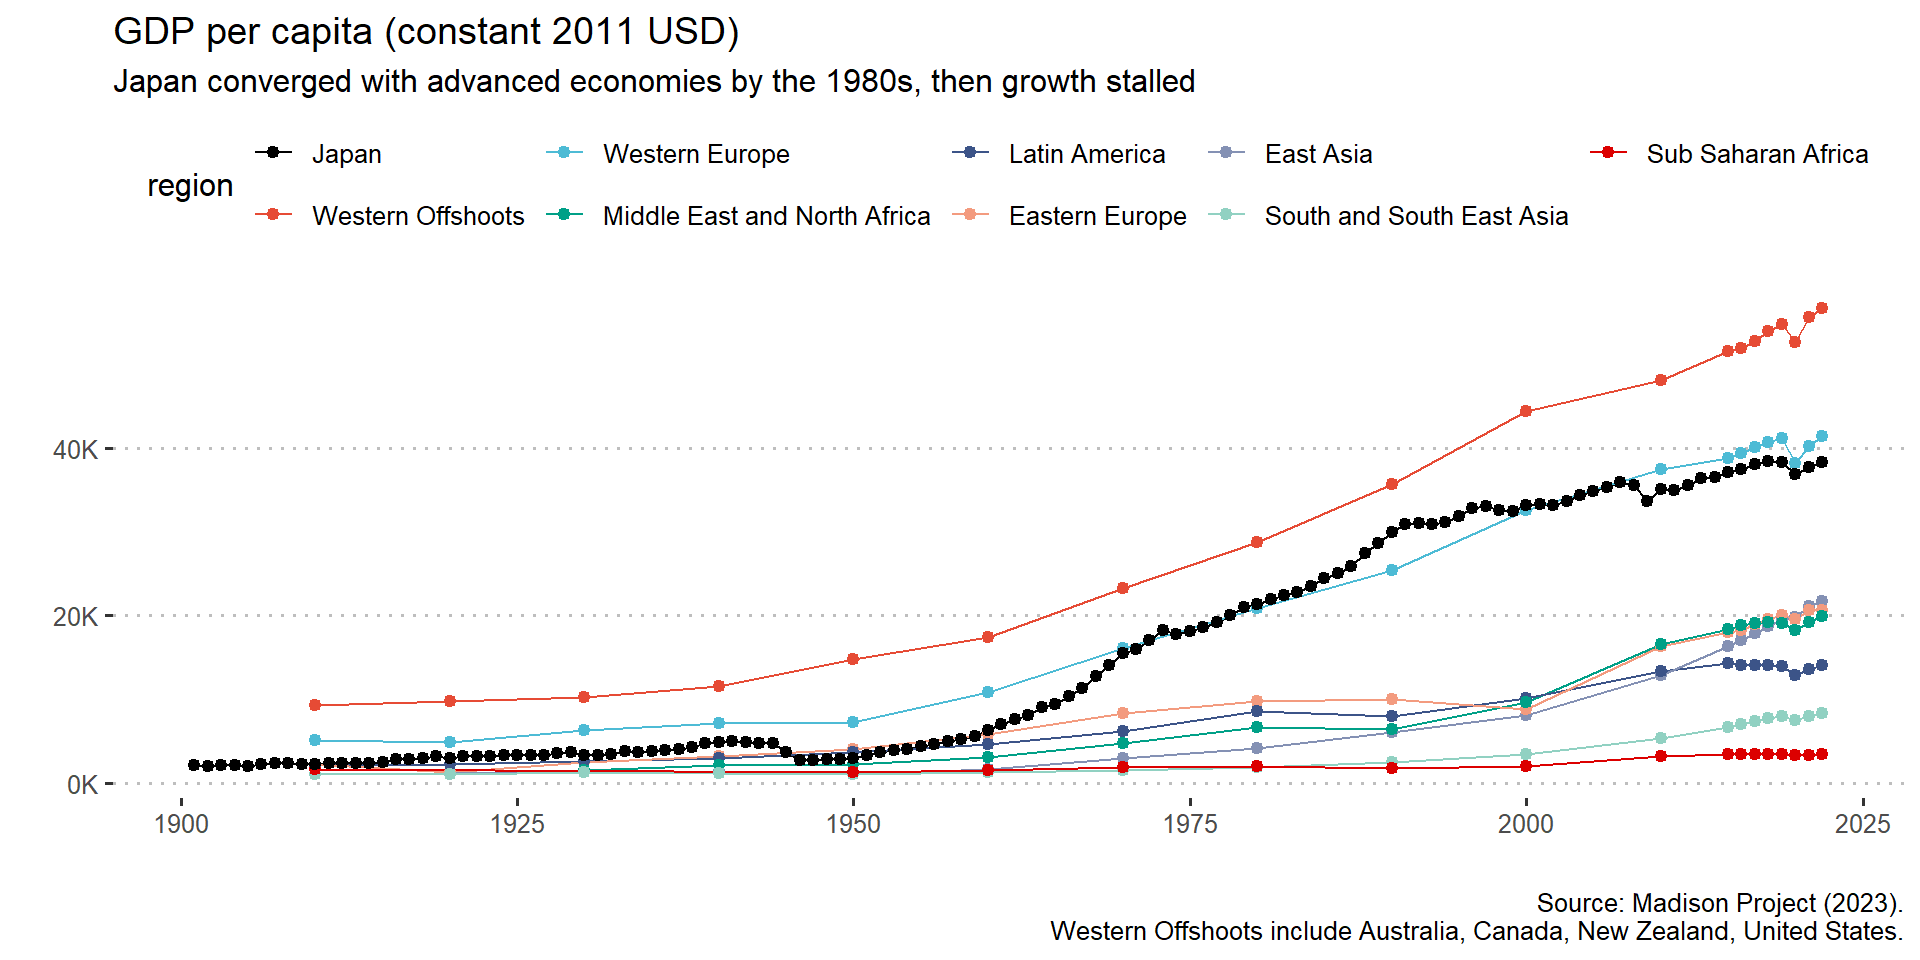 GDP per capita (constant 2011 USD)
Japan converged with advanced economies by the 1980s, then growth stalled
region
Japan
Western Europe
Latin America
East Asia
Sub Saharan Africa
Western Offshoots
Middle East and North Africa
Eastern Europe
South and South East Asia
40K
20K
0K
1900
1925
1950
1975
2000
2025
Source: Madison Project (2023).
Western Offshoots include Australia, Canada, New Zealand, United States.